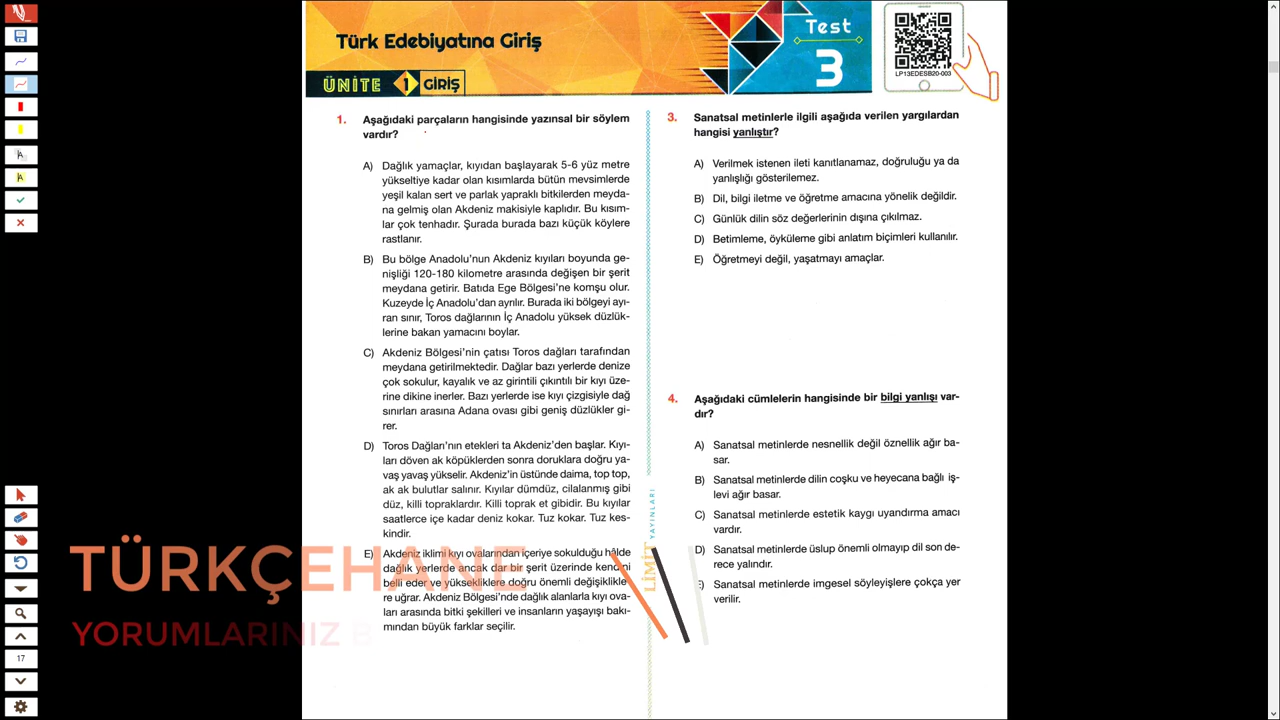 Türk Edebiyatına Giriş
ÜNİTE 1 GİRİŞ
Test
3
LP13EDESB20-003
1. Aşağıdaki parçaların hangisinde yazınsal bir söylem
vardır?
A) Dağlık yamaçlar, kıyıdan başlayarak 5-6 yüz metre
yükseltiye kadar olan kısımlarda bütün mevsimlerde
yeşil kalan sert ve parlak yapraklı bitkilerden meyda-
na gelmiş olan Akdeniz makisiyle kaplıdır. Bu kısım-
lar çok tenhadır. Şurada burada bazı küçük köylere
rastlanır.
B) Bu bölge Anadolu'nun Akdeniz kıyıları boyunda ge-
nişliği 120-180 kilometre arasında değişen bir şerit
meydana getirir. Batıda Ege Bölgesi'ne komşu olur.
Kuzeyde İç Anadolu'dan ayrılır. Burada iki bölgeyi ayı-
ran sınır, Toros dağlarının İç Anadolu yüksek düzlük-
lerine bakan yamacını boylar.
C) Akdeniz Bölgesi'nin çatısı Toros dağları tarafından
meydana getirilmektedir. Dağlar bazı yerlerde denize
çok sokulur, kayalık ve az girintili çıkıntılı bir kıyı üze-
rine dikine inerler. Bazı yerlerde ise kıyı çizgisiyle dağ
sınırları arasına Adana ovası gibi geniş düzlükler gi-
rer.
D) Toros Dağları'nın etekleri ta Akdeniz'den başlar. Kıyı-
ları döven ak köpüklerden sonra doruklara doğru ya-
vaş yavaş yükselir. Akdeniz'in üstünde daima, top top,
ak ak bulutlar salınır. Kıyılar dümdüz, cilalanmış gibi
düz, killi topraklardır. Killi toprak et gibidir. Bu kıyılar
saatlerce içe kadar deniz kokar. Tuz kokar. Tuz kes-
kindir.
E) Akdeniz iklimi kıyı ovalarından içeriye sokulduğu hâlde
dağlık yerlerde ancak dar bir şerit üzerinde kendini
belli eder ve yüksekliklere doğru önemli değişiklikle
re uğrar. Akdeniz Bölgesi'nde dağlık alanlarla kıyı ova-
ları arasında bitki şekilleri ve insanların yaşayışı bakı-
mından büyük farklar seçilir.
3. Sanatsal metinlerle ilgili aşağıda verilen yargılardan
hangisi yanlıştır?
A) Verilmek istenen ileti kanıtlanamaz, doğruluğu ya da
yanlışlığı gösterilemez.
B) Dil, bilgi iletme ve öğretme amacına yönelik değildir.
C) Günlük dilin söz değerlerinin dışına çıkılmaz.
D) Betimleme, öyküleme gibi anlatım biçimleri kullanılır.
E) Öğretmeyi değil, yaşatmayı amaçlar.
4. Aşağıdaki cümlelerin hangisinde bir bilgi yanlışı var-
dır?
A) Sanatsal metinlerde nesnellik değil öznellik ağır ba-
sar.
B) Sanatsal metinlerde dilin coşku ve heyecana bağlı iş-
levi ağır basar.
C) Sanatsal metinlerde estetik kaygı uyandırma amacı
vardır.
D) Sanatsal metinlerde üslup önemli olmayıp dil son de-
rece yalındır.
E) Sanatsal metinlerde imgesel söyleyişlere çokça yer
verilir.
LİMİT YAYINLARI
TÜRKÇEHANE
YORUMLARINIZ
A
A
17